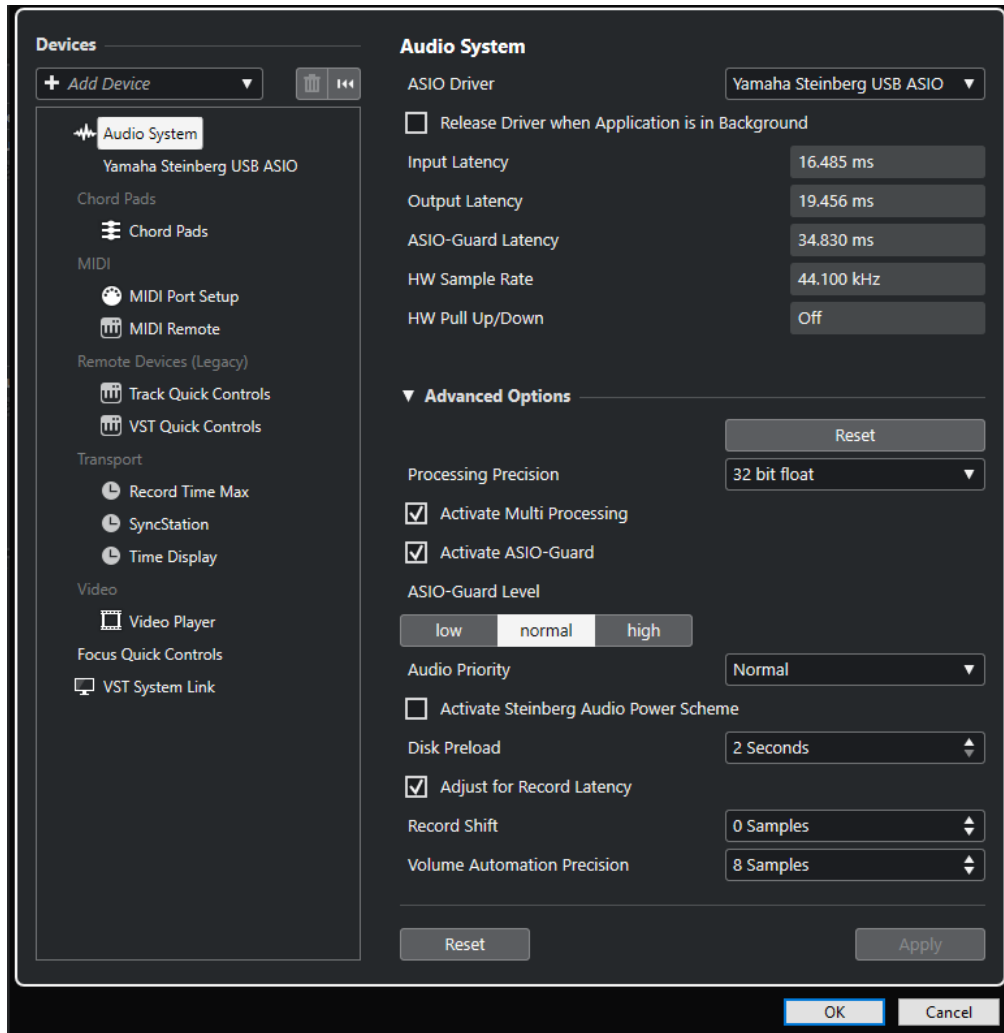 Devices
Add Device
Audio System
Yamaha Steinberg USB ASIO
Chord Pads
Chord Pads
MIDI
MIDI Port Setup
MIDI Remote
Remote Devices (Legacy)
Track Quick Controls
VST Quick Controls
Transport
Record Time Max
SyncStation
Time Display
Video
Video Player
Focus Quick Controls
VST System Link
Audio System
ASIO Driver Yamaha Steinberg USB ASIO
Release Driver when Application is in Background
Input Latency 16.485 ms
Output Latency 19.456 ms
ASIO-Guard Latency 34.830 ms
HW Sample Rate 44.100 kHz
HW Pull Up/Down Off
Advanced Options
Reset
Processing Precision 32 bit float
Activate Multi Processing
Activate ASIO-Guard
ASIO-Guard Level
low normal high
Audio Priority Normal
Activate Steinberg Audio Power Scheme
Disk Preload 2 Seconds
Adjust for Record Latency
Record Shift 0 Samples
Volume Automation Precision 8 Samples
Reset Apply
OK Cancel